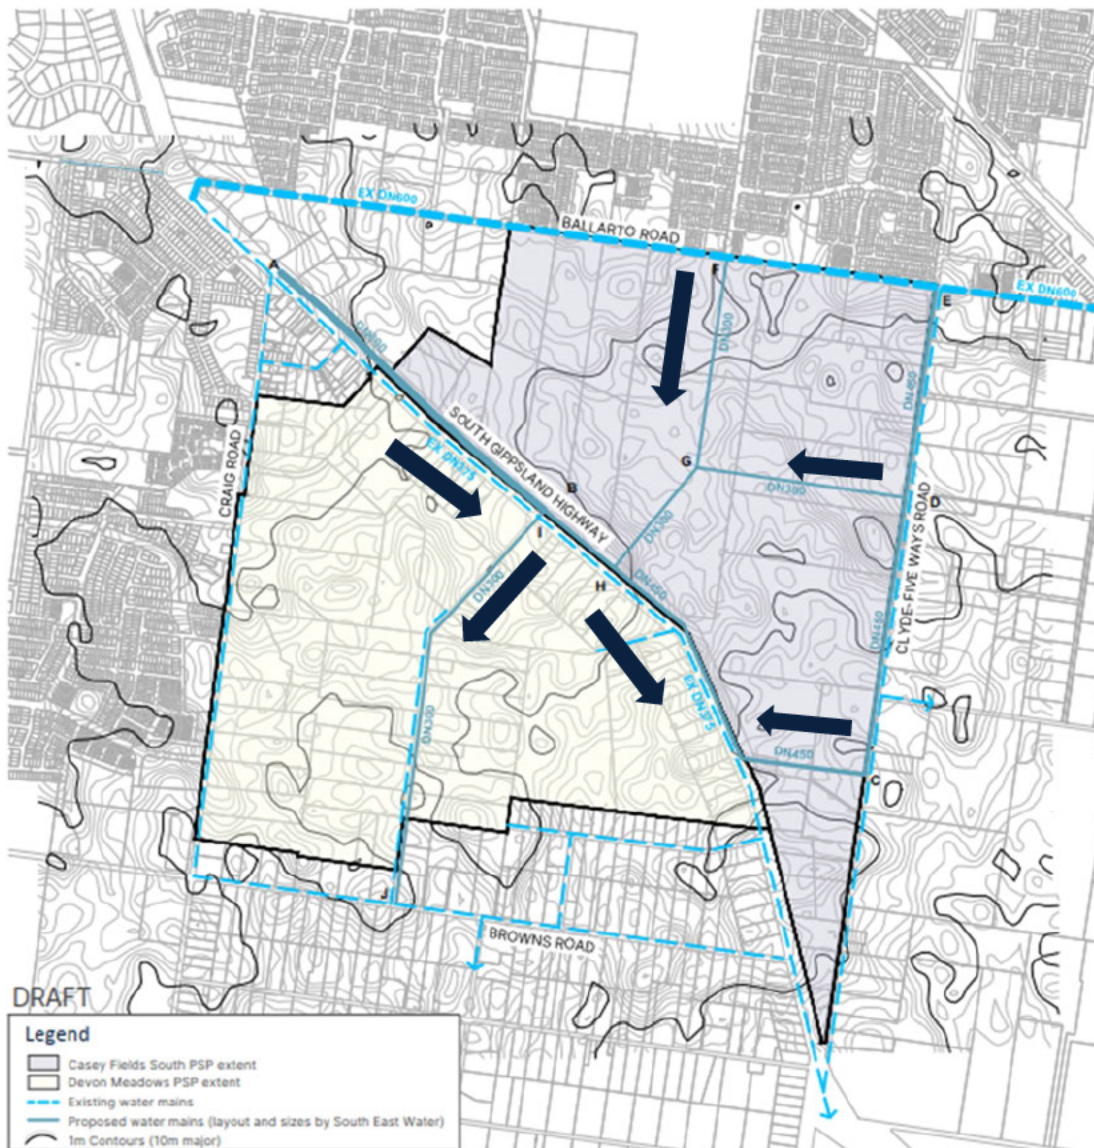 EX DN600
BALLARTO ROAD
EX DN600
A
F
E
DN300
DN450
SOUTH GIPPSLAND HIGHWAY
EX DN375
CRAIG ROAD
G
DN300
B
D
I
DN300
CLYDE-FIVE WAYS ROAD
H
DN450
DN300
DN450
EX DN375
DN300
DN450
C
J
BROWNS ROAD
DRAFT
Legend
Casey Fields South PSP extent
Devon Meadows PSP extent
Existing water mains
Proposed water mains (layout and sizes by South East Water)
1m Contours (10m major)